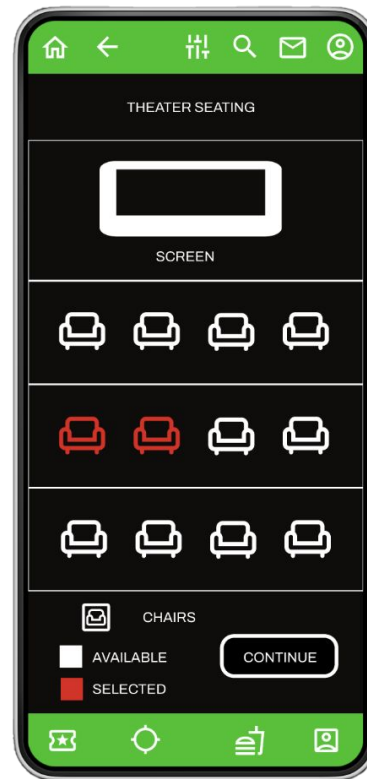 THEATER SEATING
SCREEN
CHAIRS
AVAILABLE
CONTINUE
SELECTED